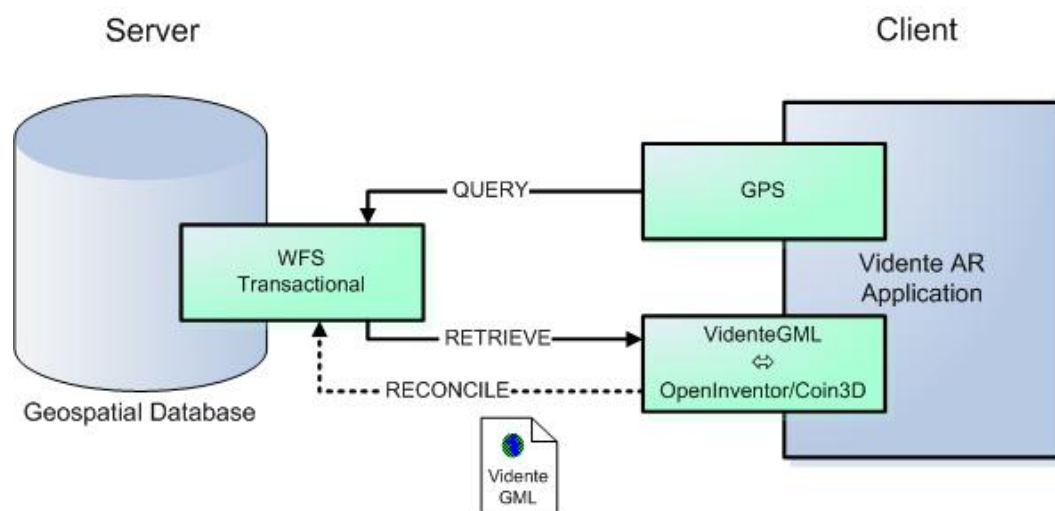 Server
Client
QUERY
GPS
WFS
Transactional
Vidente AR
Application
RETRIEVE
VidenteGML
⇔
OpenInventor/Coin3D
RECONCILE
Geospatial Database
Vidente
GML